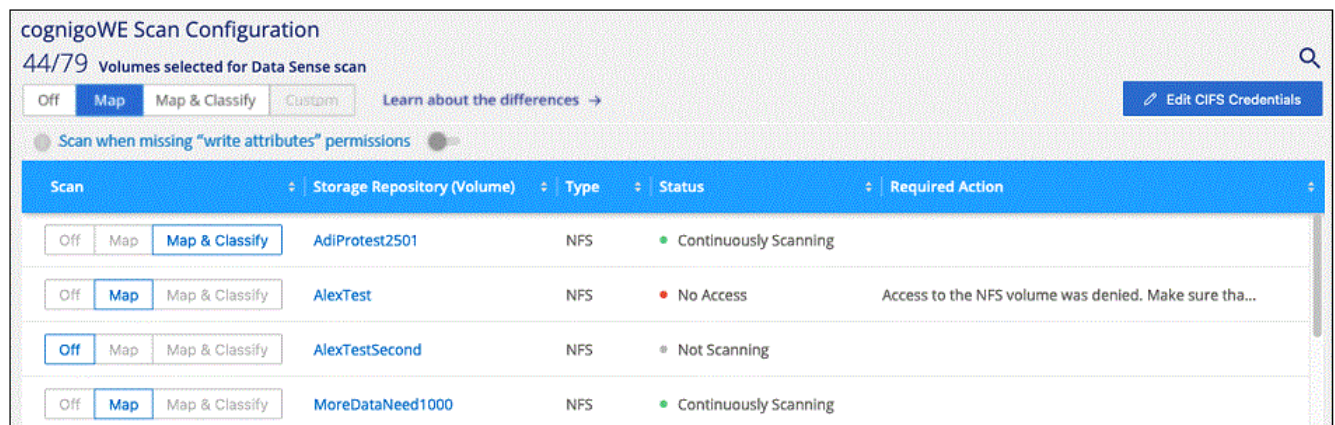 cognigoWE Scan Configuration
44/79 Volumes selected for Data Sense scan
Off Map Map & Classify Custom Learn about the differences → Edit CIFS Credentials
Scan when missing “write attributes” permissions
Scan Storage Repository (Volume) Type Status Required Action
Off Map Map & Classify AdiProtest2501 NFS Continuously Scanning
Off Map Map & Classify AlexTest NFS No Access Access to the NFS volume was denied. Make sure tha...
Off Map Map & Classify AlexTestSecond NFS Not Scanning
Off Map Map & Classify MoreDataNeed1000 NFS Continuously Scanning